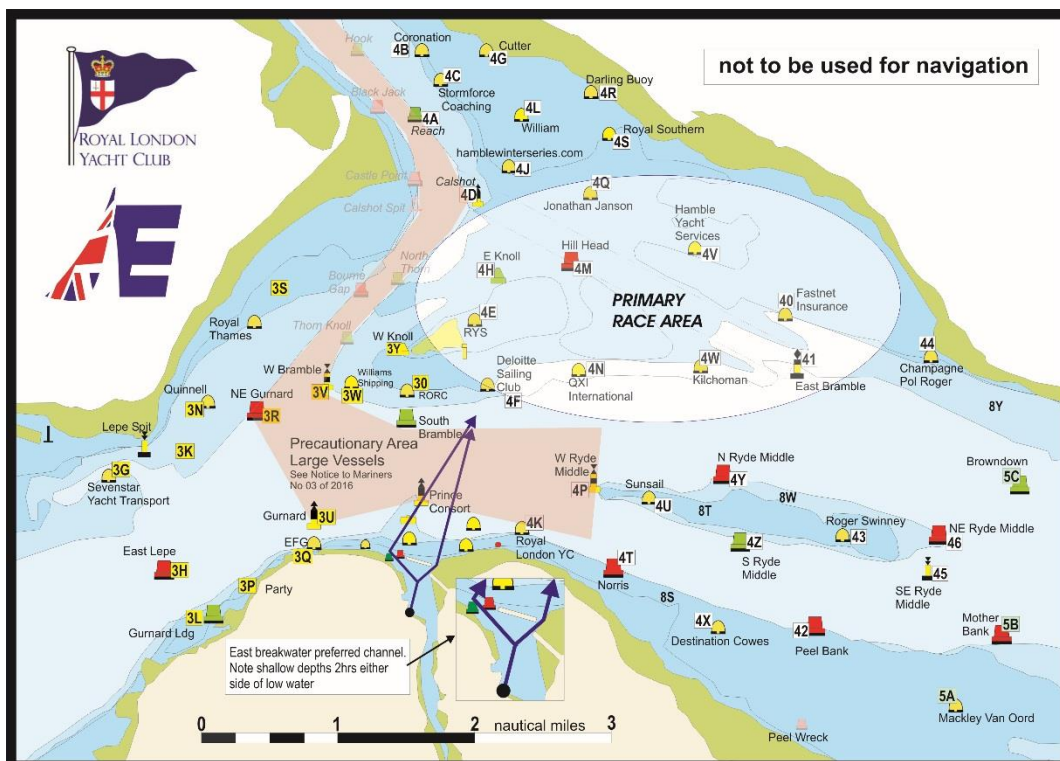 ROYAL LONDON
YACHT CLUB
E
not to be used for navigation
Hook
4B
Coronation
4G
Cutter
4C
Stormforce
Coaching
Darling Buoy
4R
Black Jack
4A
Reach
4L
William
4S
Royal Southern
hamblewinterseries.com
4J
Castle Point
Calshot
4D
4Q
Jonathan Janson
Calshot Spit
Hamble
Yacht
Services
4V
North
Thorn
E Knoll
4H
Hill Head
4M
Bourne
Gap
3S
PRIMARY
RACE AREA
40
Fastnet
Insurance
Royal
Thames
4E
RYS
Thorn Knoll
W Knoll
3Y
44
Champagne
Pol Roger
W Bramble
3V
Williams
Shipping
3W
30
RORC
Deloitte
Sailing
Club
4F
4N
QXI
International
4W
Kilchoman
41
East Bramble
8Y
Quinnell
3N
NE Gurnard
3R
South
Bramble
Lepe Spit
3K
Precautionary Area
Large Vessels
See Notice to Mariners
No 03 of 2016
3G
Sevenstar
Yacht Transport
W Ryde
Middle
4P
N Ryde Middle
4Y
Browndown
5C
Prince
Consort
Sunsail
4U
8W
8T
Gurnard
3U
4K
Royal
London YC
Roger Swinney
43
NE Ryde Middle
46
EFG
3Q
4Z
S Ryde
Middle
East Lepe
3H
4T
Norris
45
SE Ryde
Middle
3P
Party
8S
3L
Gurnard Ldg
4X
Destination Cowes
42
Peel Bank
Mother
Bank
5B
East breakwater preferred channel.
Note shallow depths 2hrs either
side of low water
5A
Mackley Van Oord
0 1 2 nautical miles 3
Peel Wreck